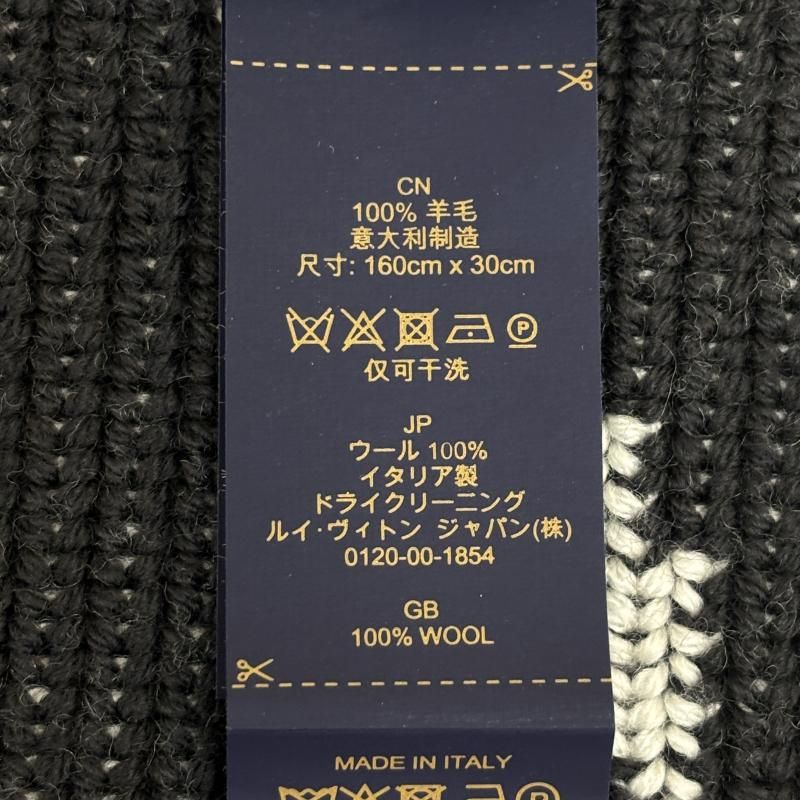 CN
100% 羊毛
意大利制造
尺寸: 160cm x 30cm
P
仅可干洗
JP
ウール 100%
イタリア製
ドライクリーニング
ルイ·ヴィトン ジャパン(株)
0120-00-1854
GB
100% WOOL
MADE IN ITALY
P